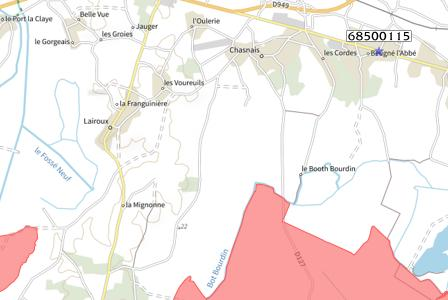 D949
Belle Vue
l'Oulerie
le Port la Claye
Jauger
les Groies
68500115
le Gorgeais
Chasnais
les Cordes
Bessigné l'Abbé
les Voureuils
la Franguinière
Lairoux
le Fossé Neuf
le Booth Bourdin
la Mignonne
22
Bot Bourdin
D127